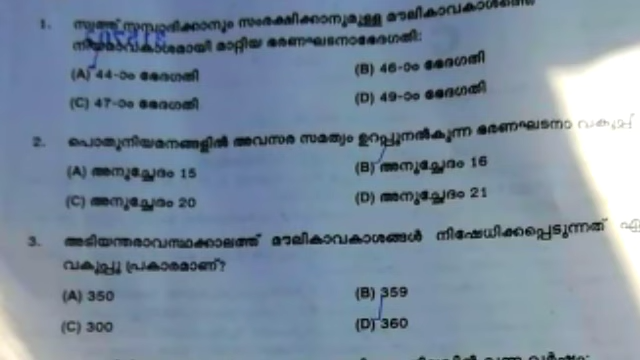 1. സ്വത്ത് സമ്പാദിക്കാനും സംരക്ഷിക്കാനുമുള്ള മൗലികാവകാശത്തെ
നിയമാവകാശമായി മാറ്റിയ ഭരണഘടനാഭേദഗതി:
(A) 44-ാം ഭേദഗതി (B) 46-ാം ഭേദഗതി
(C) 47-ാം ഭേദഗതി (D) 49-ാം ഭേദഗതി
2. പൊതുനിയമനങ്ങളിൽ അവസര സമത്വം ഉറപ്പുനൽകുന്ന ഭരണഘടനാ വകുപ്പ്
(A) അനുച്ഛേദം 15 (B) അനുച്ഛേദം 16
(C) അനുച്ഛേദം 20 (D) അനുച്ഛേദം 21
3. അടിയന്തരാവസ്ഥക്കാലത്ത് മൗലികാവകാശങ്ങൾ നിഷേധിക്കപ്പെടുന്നത്
വകുപ്പു പ്രകാരമാണ്?
(A) 350 (B) 359
(C) 300 (D) 360